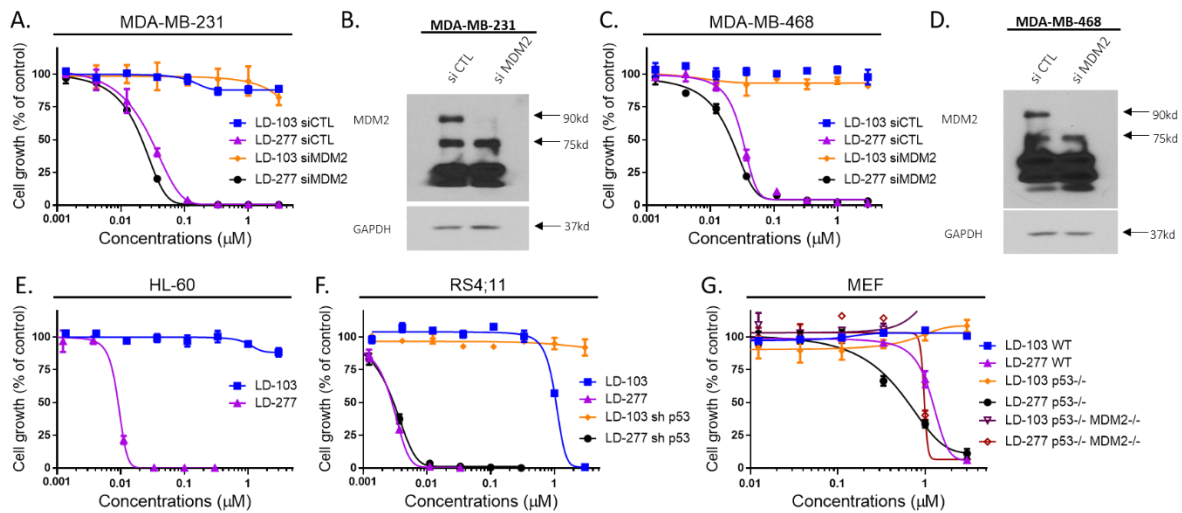 A.
MDA-MB-231
Cell growth (% of control)
100
75
50
25
0
0.001
0.01
0.1
1
Concentrations (μM)
LD-103 siCTL
LD-277 siCTL
LD-103 siMDM2
LD-277 siMDM2
B.
MDA-MB-231
si CTL
si MDM2
MDM2
90kd
75kd
GAPDH
37kd
C.
MDA-MB-468
Cell growth (% of control)
100
75
50
25
0
0.001
0.01
0.1
1
Concentrations (μM)
LD-103 siCTL
LD-277 siCTL
LD-103 siMDM2
LD-277 siMDM2
D.
MDA-MB-468
si CTL
si MDM2
MDM2
90kd
75kd
GAPDH
37kd
E.
HL-60
Cell growth (% of control)
100
75
50
25
0
0.001
0.01
0.1
1
Concentrations (μM)
LD-103
LD-277
F.
RS4;11
Cell growth (% of control)
100
75
50
25
0
0.001
0.01
0.1
1
Concentrations (μM)
LD-103
LD-277
LD-103 sh p53
LD-277 sh p53
G.
MEF
Cell growth (% of control)
100
75
50
25
0
0.01
0.1
1
Concentrations (μM)
LD-103 WT
LD-277 WT
LD-103 p53-/-
LD-277 p53-/-
LD-103 p53-/- MDM2-/-
LD-277 p53-/- MDM2-/-